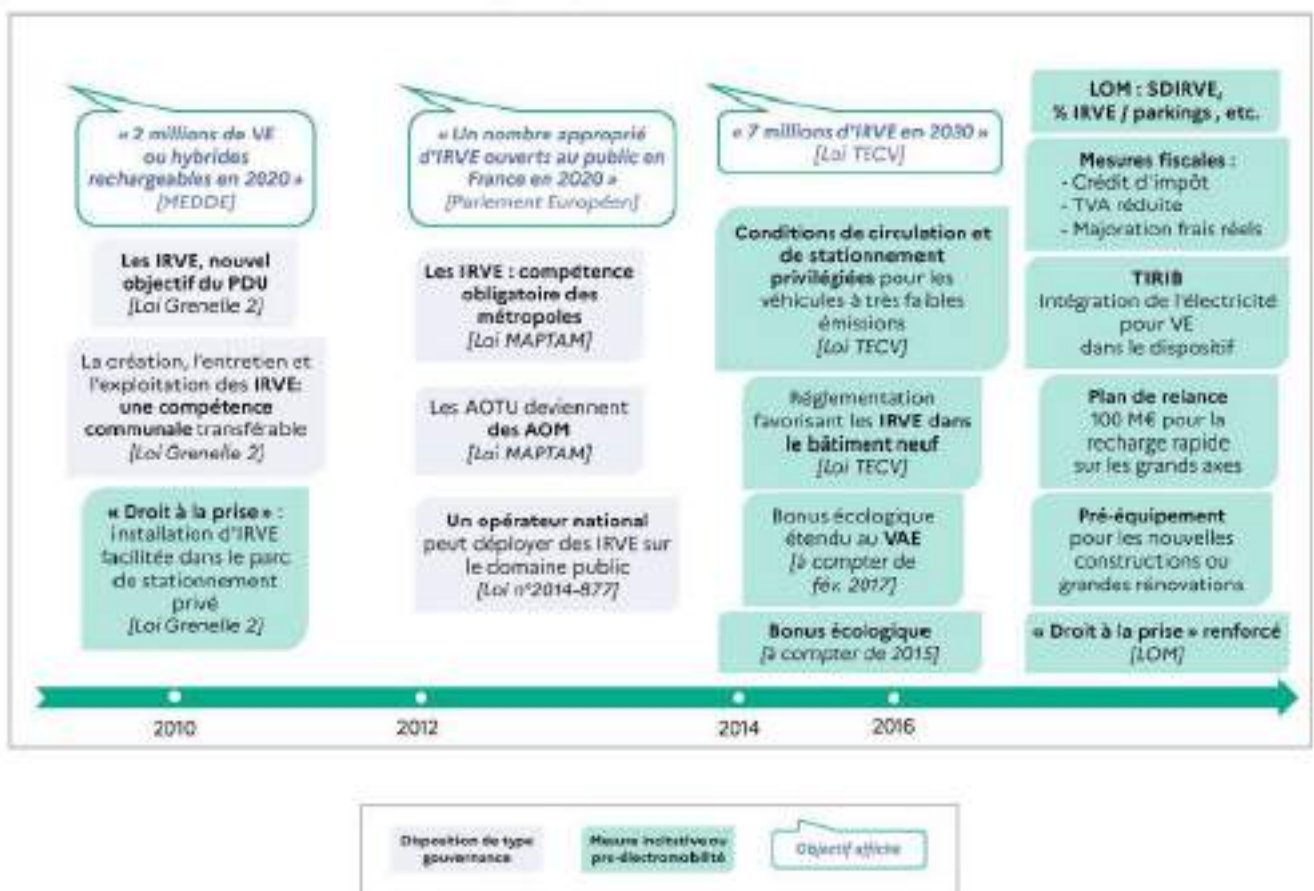 « 2 millions de VE
ou hybrides
rechargeables en 2020 »
[MEDDE]
Les IRVE, nouvel
objectif du PDU
[Loi Grenelle 2]
La création, l'entretien et
l'exploitation des IRVE:
une compétence
communale transférable
[Loi Grenelle 2]
« Droit à la prise » :
installation d'IRVE
facilitée dans le parc
de stationnement
privé
[Loi Grenelle 2]
« Un nombre approprié
d'IRVE ouverts au public en
France en 2020 »
[Parlement Européen]
Les IRVE : compétence
obligatoire des
métropoles
[Loi MAPTAM]
Les AOTU deviennent
des AOM
[Loi MAPTAM]
Un opérateur national
peut déployer des IRVE sur
le domaine public
[Loi n°2014-877]
« 7 millions d'IRVE en 2030 »
[Loi TECV]
Conditions de circulation et
de stationnement
privilégiées pour les
véhicules à très faibles
émissions
[Loi TECV]
Réglementation
favorisant les IRVE dans
le bâtiment neuf
[Loi TECV]
Bonus écologique
étendu au VAE
[à compter de
fév. 2017]
Bonus écologique
[à compter de 2015]
LOM : SDIRVE,
% IRVE / parkings , etc.
Mesures fiscales :
- Crédit d'impôt
- TVA réduite
- Majoration frais réels
TIRIB
Intégration de l'électricité
pour VE
dans le dispositif
Plan de relance
100 M€ pour la
recharge rapide
sur les grands axes
Pré-équipement
pour les nouvelles
constructions ou
grandes rénovations
« Droit à la prise » renforcé
[LOM]
2010
2012
2014
2016
Disposition de type
gouvernance
Mesure incitative ou
pro-électromobilité
Objectif affiché